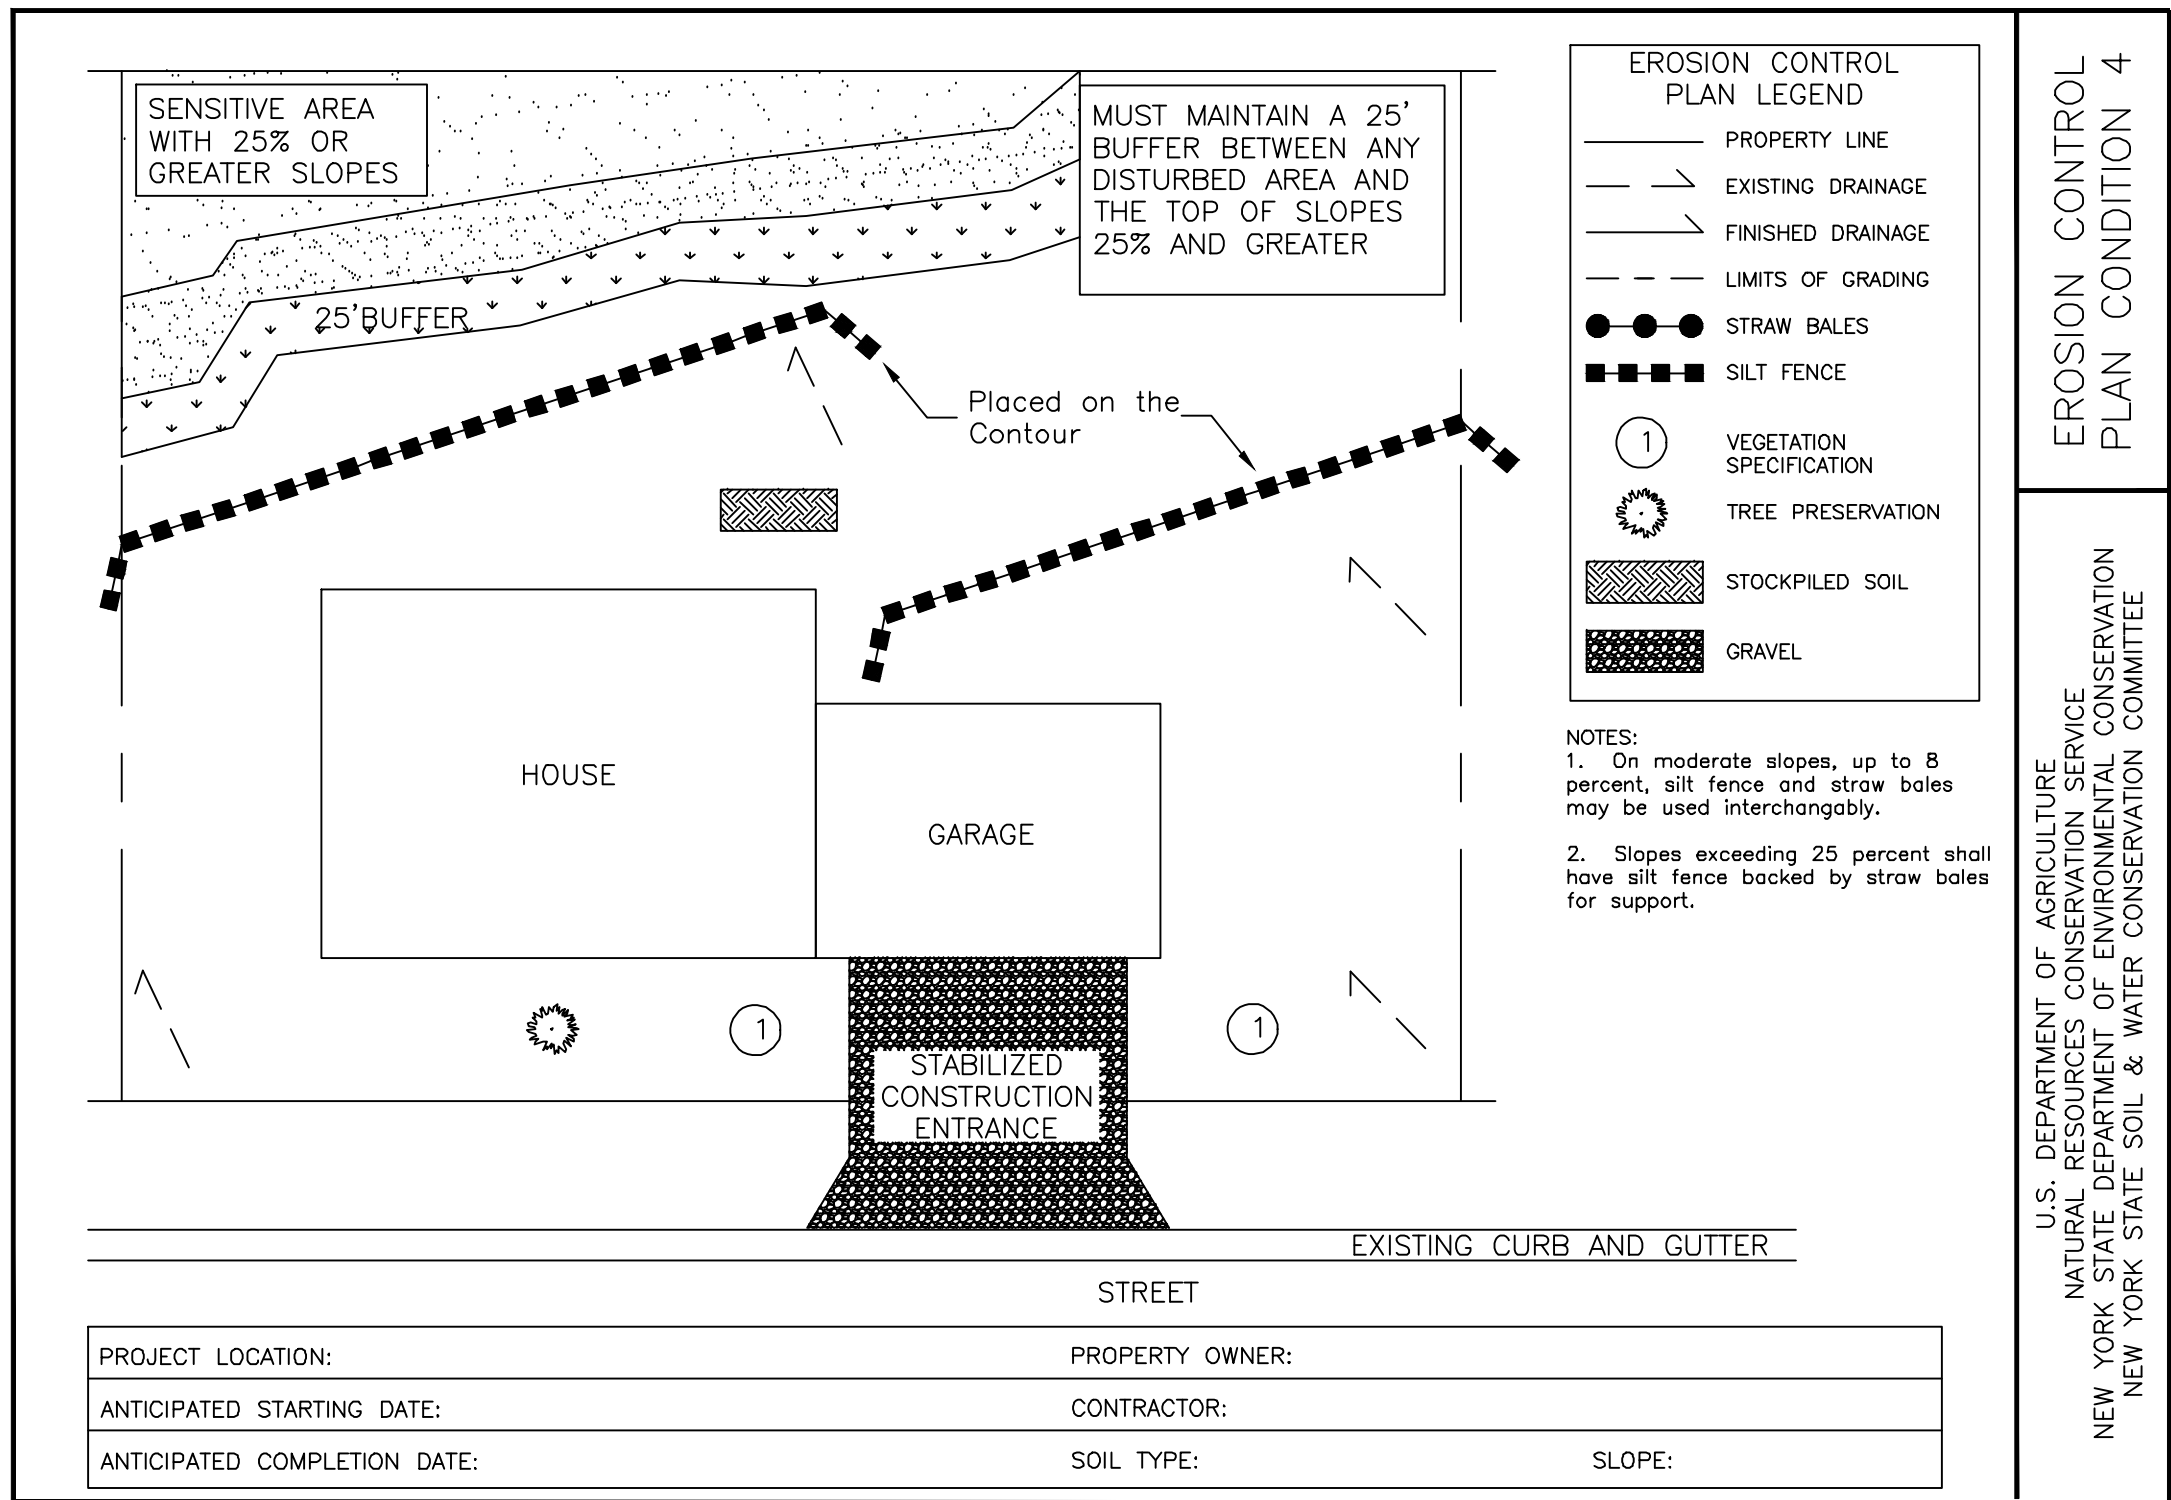 SENSITIVE AREA
WITH 25% OR
GREATER SLOPES
MUST MAINTAIN A 25'
BUFFER BETWEEN ANY
DISTURBED AREA AND
THE TOP OF SLOPES
25% AND GREATER
25'BUFFER
Placed on the
Contour
HOUSE
GARAGE
1
1
STABILIZED
CONSTRUCTION
ENTRANCE
EXISTING CURB AND GUTTER
STREET
EROSION CONTROL
PLAN LEGEND
PROPERTY LINE
EXISTING DRAINAGE
FINISHED DRAINAGE
LIMITS OF GRADING
STRAW BALES
SILT FENCE
1
VEGETATION
SPECIFICATION
TREE PRESERVATION
STOCKPILED SOIL
GRAVEL
NOTES:
1. On moderate slopes, up to 8
percent, silt fence and straw bales
may be used interchangably.
2. Slopes exceeding 25 percent shall
have silt fence backed by straw bales
for support.
PROJECT LOCATION:
PROPERTY OWNER:
ANTICIPATED STARTING DATE:
CONTRACTOR:
ANTICIPATED COMPLETION DATE:
SOIL TYPE:
SLOPE:
EROSION CONTROL
PLAN CONDITION 4
U.S. DEPARTMENT OF AGRICULTURE
NATURAL RESOURCES CONSERVATION SERVICE
NEW YORK STATE DEPARTMENT OF ENVIRONMENTAL CONSERVATION
NEW YORK STATE SOIL & WATER CONSERVATION COMMITTEE